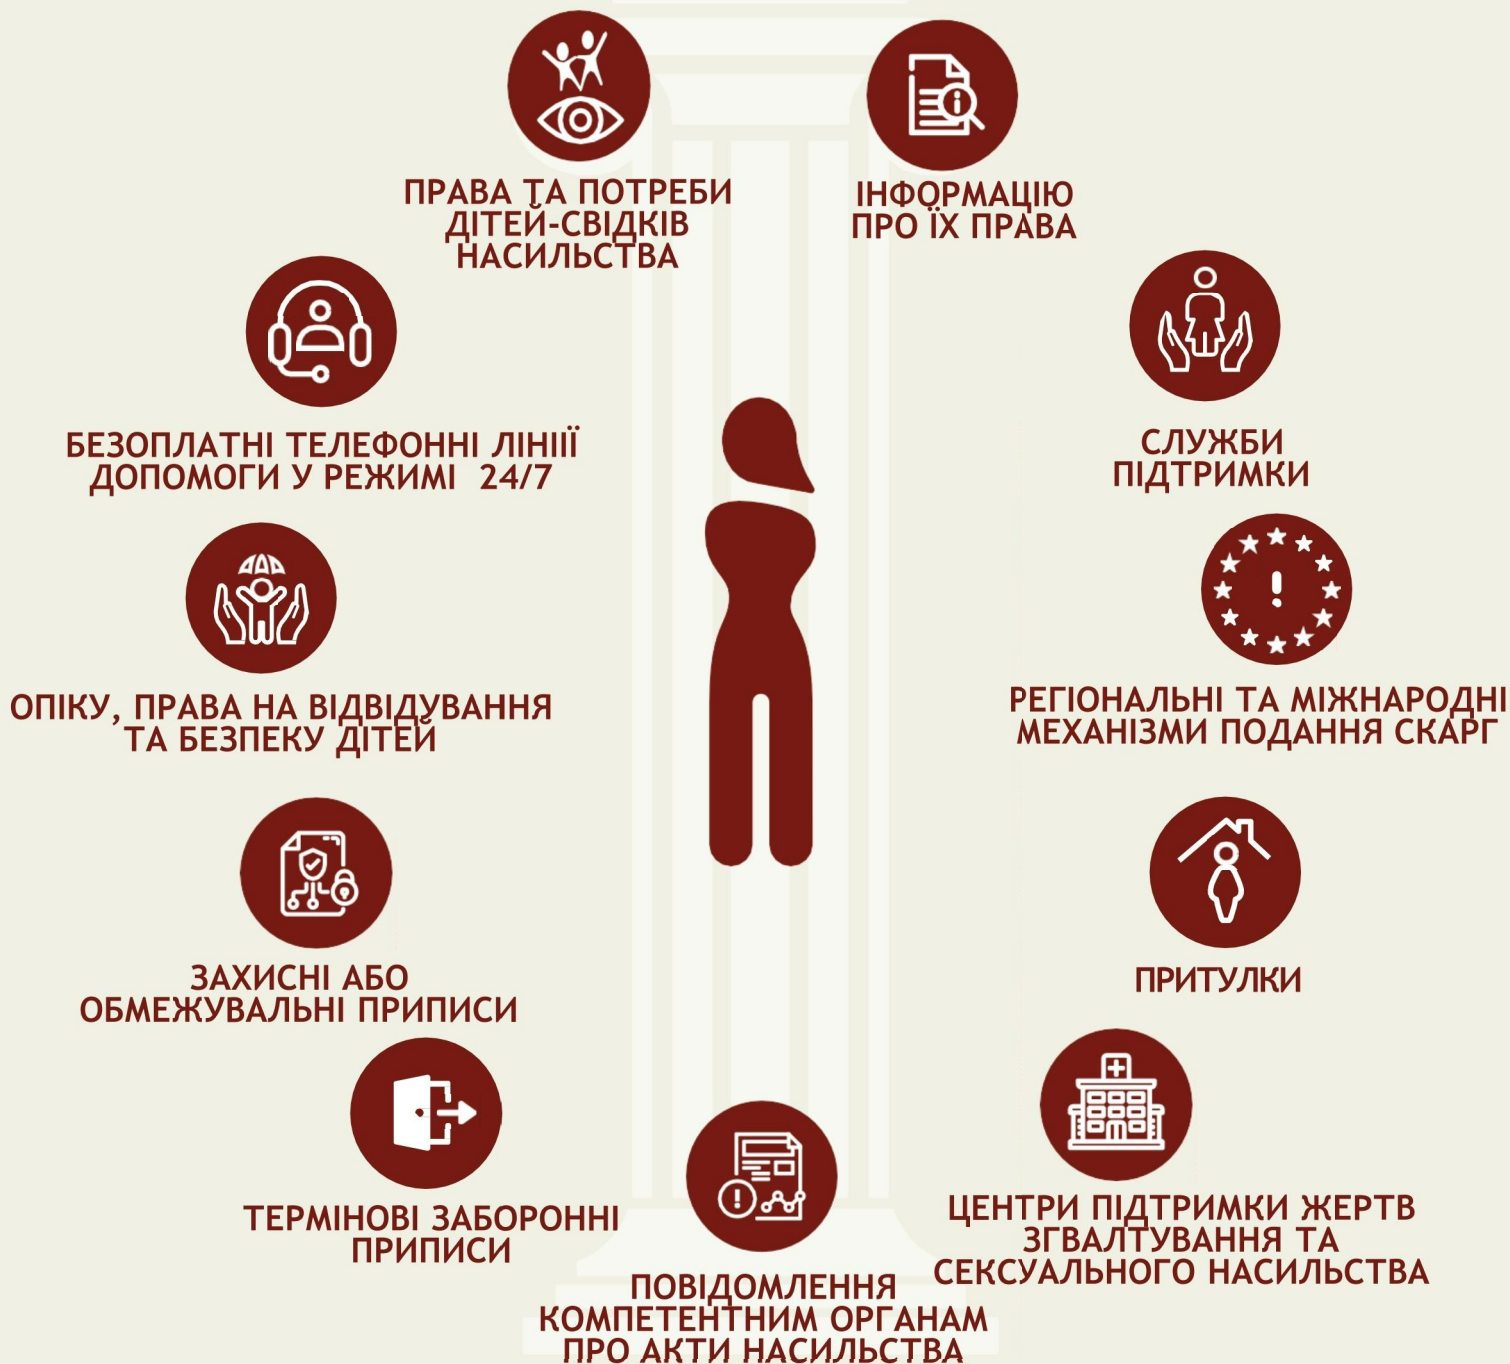 ПРАВА ТА ПОТРЕБИ
ДІТЕЙ-СВІДКІВ
НАСИЛЬСТВА
ІНФОРМАЦІЮ
ПРО ЇХ ПРАВА
БЕЗОПЛАТНІ ТЕЛЕФОННІ ЛІНІІЇ
ДОПОМОГИ У РЕЖИМІ 24/7
СЛУЖБИ
ПІДТРИМКИ
ОПІКУ, ПРАВА НА ВІДВІДУВАННЯ
ТА БЕЗПЕКУ ДІТЕЙ
РЕГІОНАЛЬНІ ТА МІЖНАРОДНІ
МЕХАНІЗМИ ПОДАННЯ СКАРГ
ЗАХИСНІ АБО
ОБМЕЖУВАЛЬНІ ПРИПИСИ
ПРИТУЛКИ
ТЕРМІНОВІ ЗАБОРОННІ
ПРИПИСИ
ПОВІДОМЛЕННЯ
КОМПЕТЕНТНИМ ОРГАНАМ
ПРО АКТИ НАСИЛЬСТВА
ЦЕНТРИ ПІДТРИМКИ ЖЕРТВ
ЗГВАЛТУВАННЯ ТА
СЕКСУАЛЬНОГО НАСИЛЬСТВА